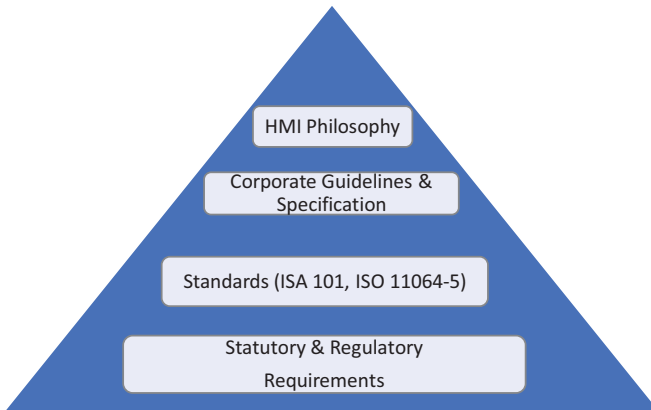 HMI Philosophy
Corporate Guidelines &
Specification
Standards (ISA 101, ISO 11064-5)
Statutory & Regulatory
Requirements